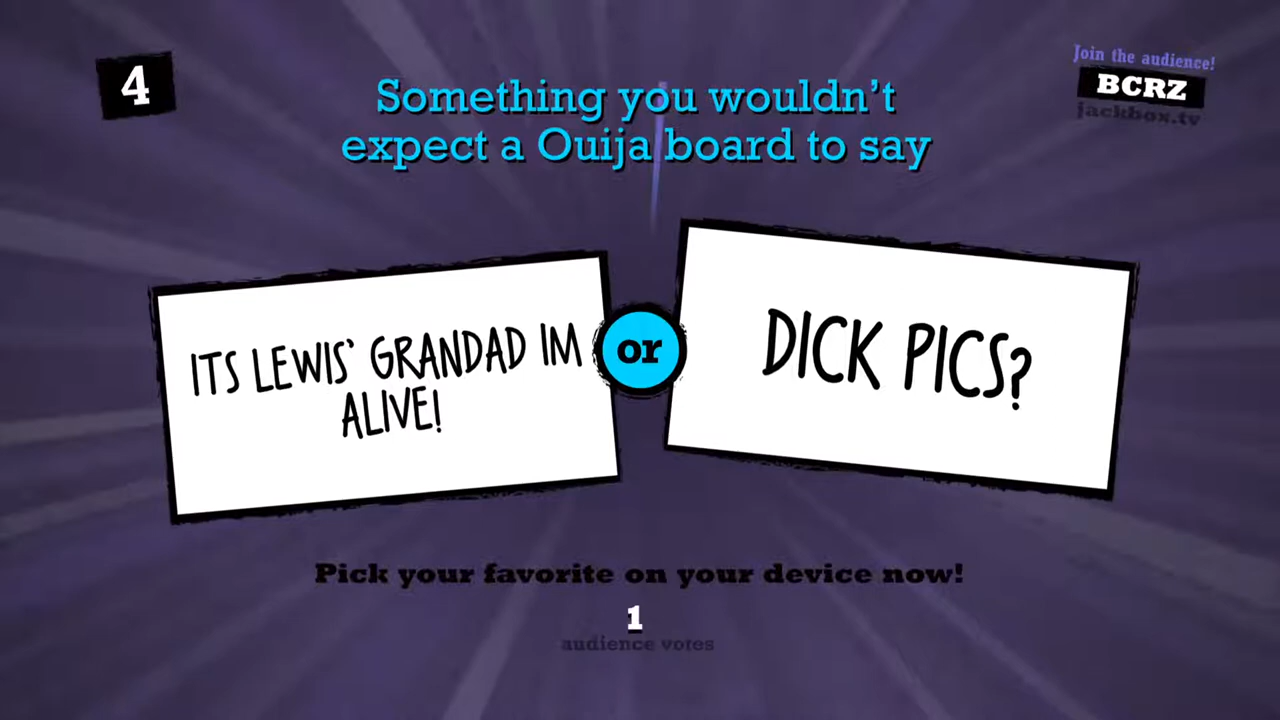 4
Join the audience!
BCRZ
jackbox.tv
Something you wouldn't
expect a Ouija board to say
ITS LEWIS' GRANDAD IM
ALIVE!
or
DICK PICS?
Pick your favorite on your device now!
1
audience votes